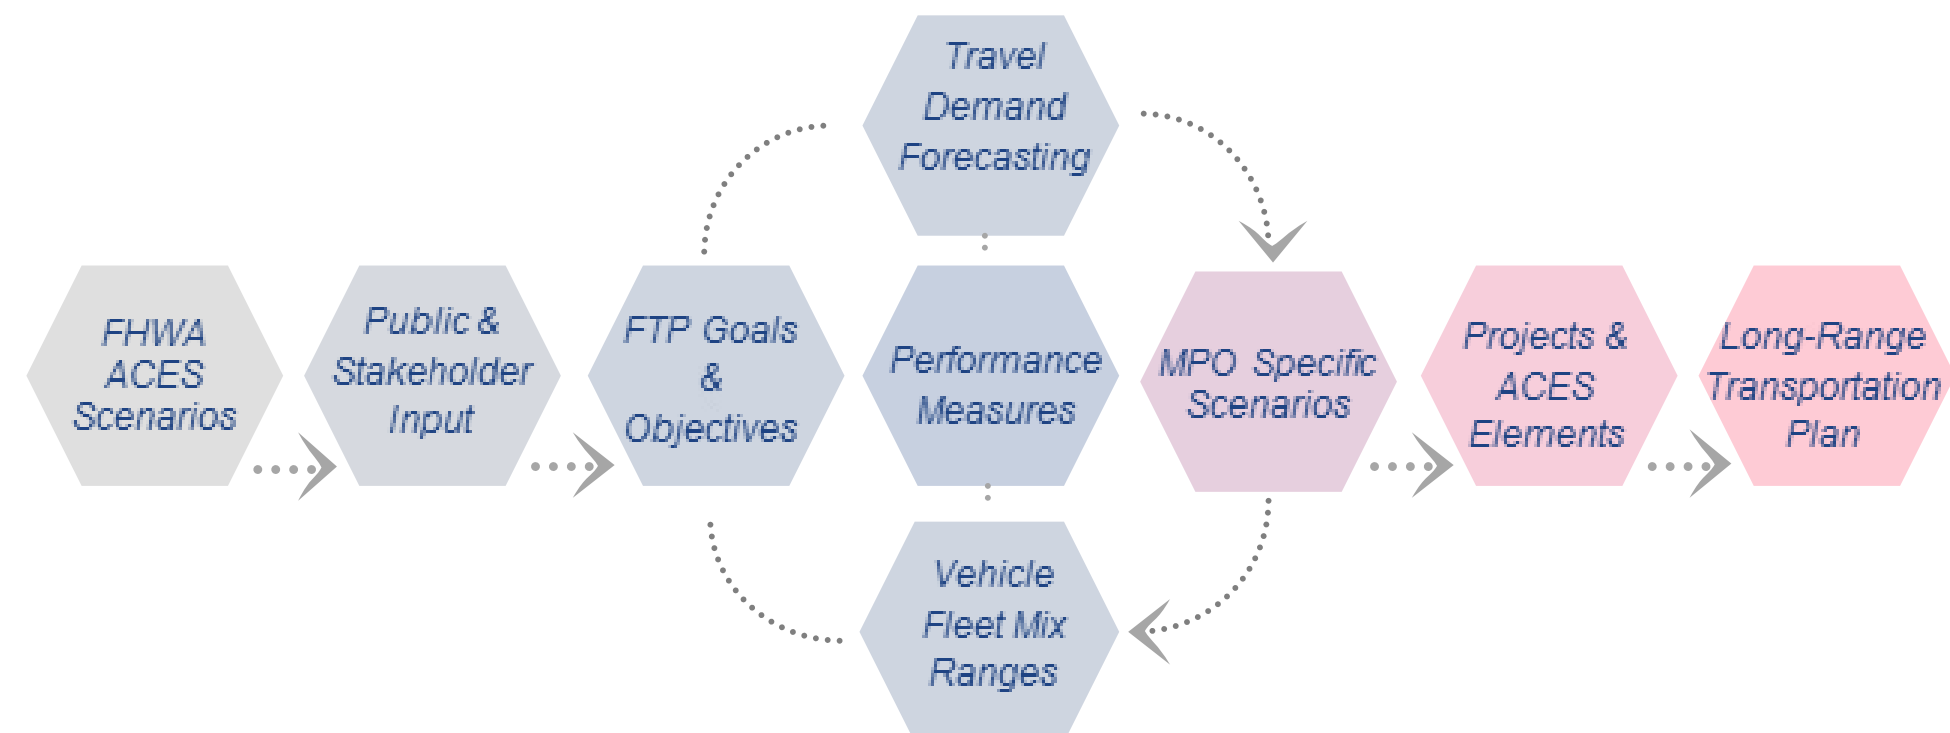 FHWA
ACES
Scenarios
Public &
Stakeholder
Input
FTP Goals
&
Objectives
Travel
Demand
Forecasting
Performance
Measures
Vehicle
Fleet Mix
Ranges
MPO Specific
Scenarios
Projects &
ACES
Elements
Long-Range
Transportation
Plan